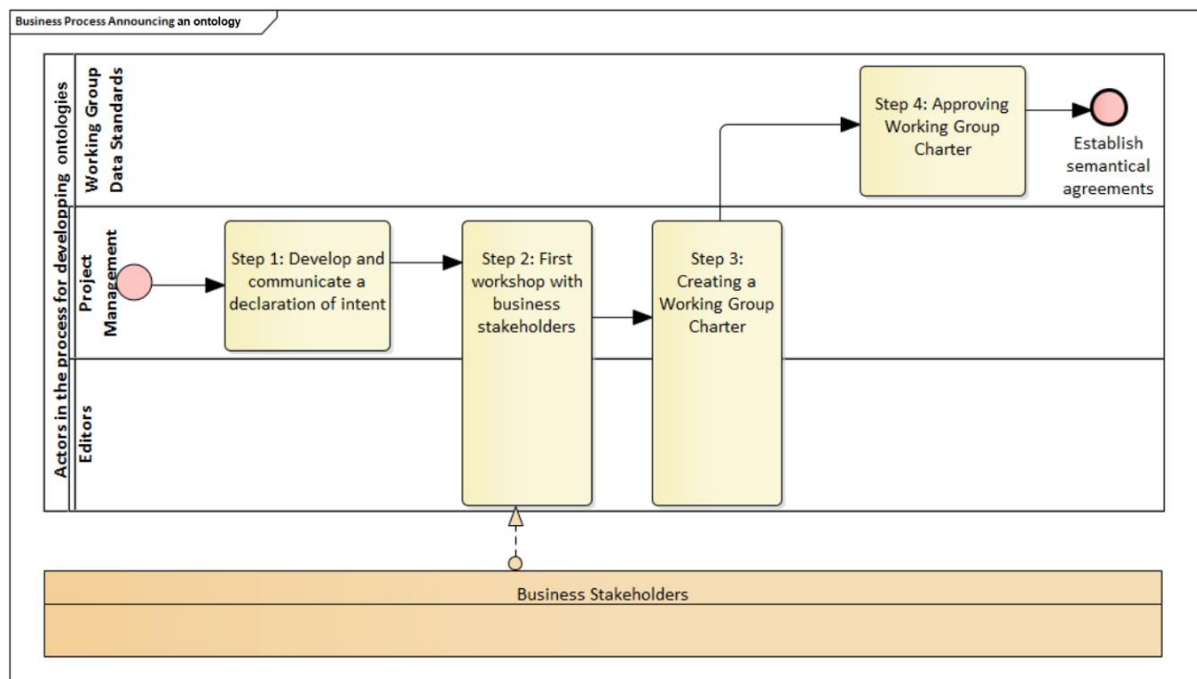 Business Process Announcing an ontology
Actors in the process for developping ontologies
Working Group
Data Standards
Step 4: Approving
Working Group
Charter
Establish
semantical
agreements
Project
Management
Step 1: Develop and
communicate a
declaration of intent
Step 2: First
workshop with
business
stakeholders
Step 3:
Creating a
Working Group
Charter
Editors
Business Stakeholders